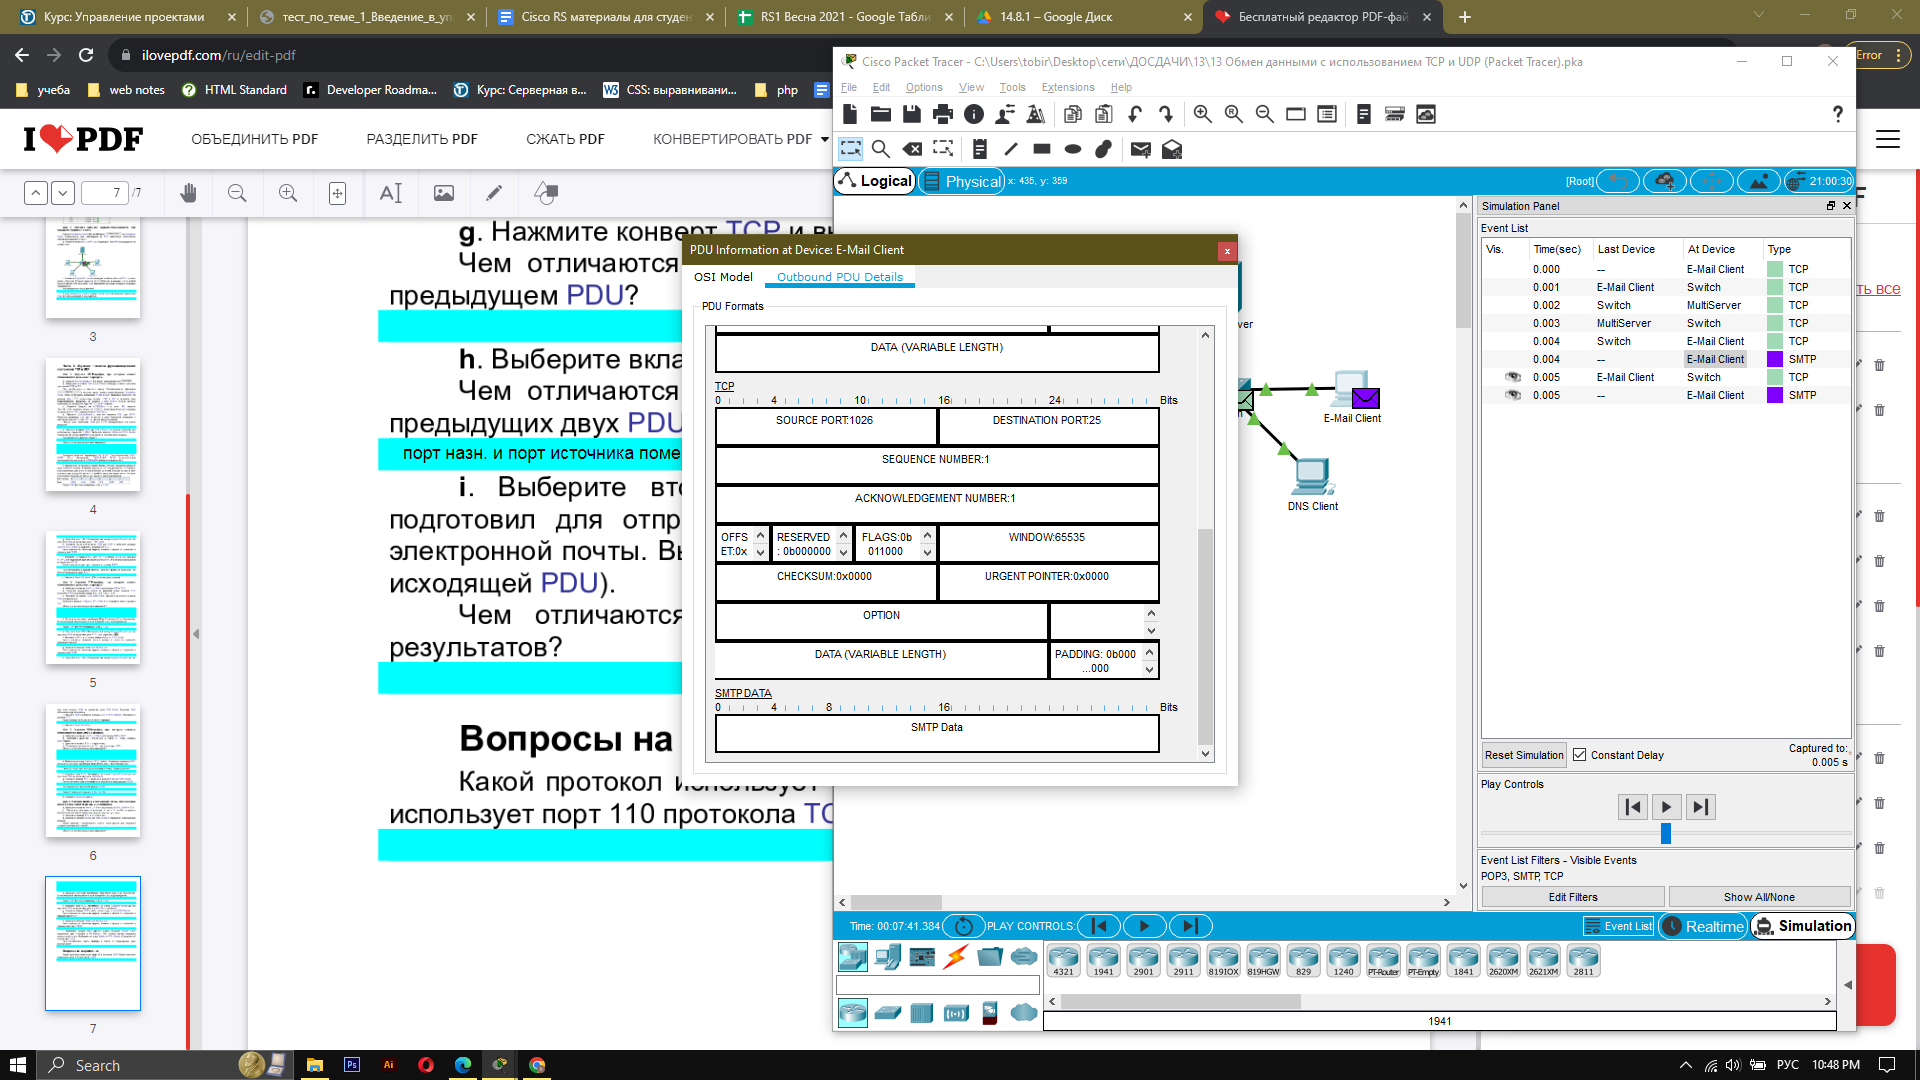 Курс: Управление проектами
тест_по_теме_1_Введение_в_уп
Cisco RS материалы для студен
RS1 Весна 2021 - Google Табли
14.8.1 – Google Диск
Бесплатный редактор PDF-фай
ilovepdf.com/ru/edit-pdf
Error
учеба
web notes
HTML Standard
Developer Roadma...
Курс: Серверная в...
CSS: выравнивани...
php
I PDF
ОБЪЕДИНИТЬ PDF
РАЗДЕЛИТЬ PDF
СЖАТЬ PDF
КОНВЕРТИРОВАТЬ PDF
7 /7
3
4
5
6
7
g. Нажмите конверт TCP и вы
Чем отличаются
предыдущем PDU?
h. Выберите вкла
Чем отличаются
предыдущих двух PDU
порт назн. и порт источника поме
i. Выберите вто
подготовил для отпр
электронной почты. Вы
исходящей PDU).
Чем отличаются
результатов?
Вопросы на
Какой протокол использует
использует порт 110 протокола TC
ть все
Cisco Packet Tracer - C:\Users\tobir\Desktop\сети\ДОСДАЧИ\13\13 Обмен данными с использованием TCP и UDP (Packet Tracer).pka
File Edit Options View Tools Extensions Help
Logical
Physical
x: 435, y: 359
[Root]
21:00:30
ver
E-Mail Client
DNS Client
PDU Information at Device: E-Mail Client
OSI Model
Outbound PDU Details
PDU Formats
DATA (VARIABLE LENGTH)
TCP
0 4 10 16 24 Bits
SOURCE PORT:1026
DESTINATION PORT:25
SEQUENCE NUMBER:1
ACKNOWLEDGEMENT NUMBER:1
OFFS
ET:0x
RESERVED
: 0b000000
FLAGS:0b
011000
WINDOW:65535
CHECKSUM:0x0000
URGENT POINTER:0x0000
OPTION
DATA (VARIABLE LENGTH)
PADDING: 0b000
...000
SMTP DATA
0 4 8 16 Bits
SMTP Data
Simulation Panel
Event List
Vis. Time(sec) Last Device At Device Type
0.000 -- E-Mail Client TCP
0.001 E-Mail Client Switch TCP
0.002 Switch MultiServer TCP
0.003 MultiServer Switch TCP
0.004 Switch E-Mail Client TCP
0.004 -- E-Mail Client SMTP
0.005 E-Mail Client Switch TCP
0.005 -- E-Mail Client SMTP
Reset Simulation
Constant Delay
Captured to:
0.005 s
Play Controls
Event List Filters - Visible Events
POP3, SMTP, TCP
Edit Filters
Show All/None
Time: 00:07:41.384
PLAY CONTROLS:
Event List
Realtime
Simulation
4321 1941 2901 2911 819IOX 819HGW 829 1240 PT-Router PT-Empty 1841 2620XM 2621XM 2811
1941
Search
Ps
Ai
РУС
10:48 PM